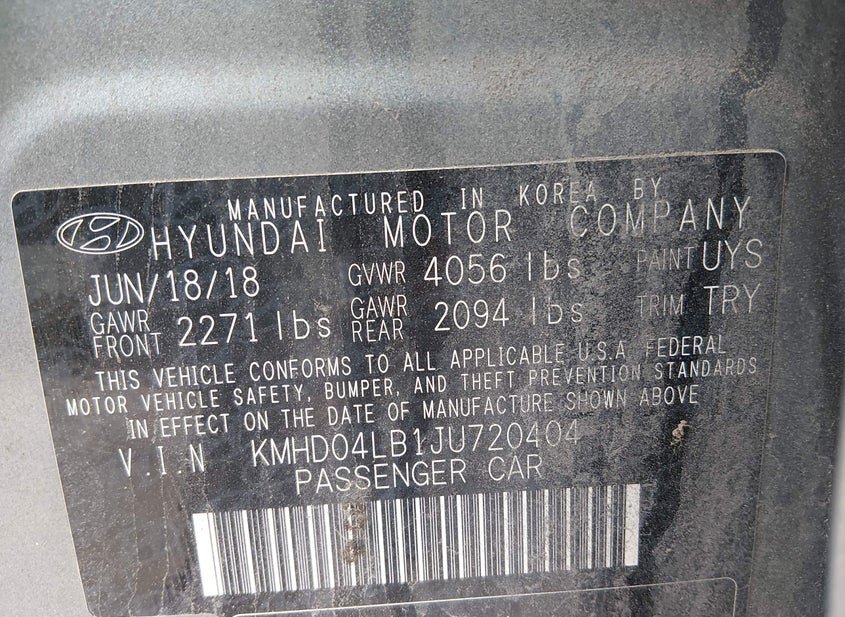 MANUFACTURED IN KOREA BY
HYUNDAI MOTOR COMPANY
JUN/18/18 GVWR 4056 lbs PAINT UYS
GAWR FRONT 2271 lbs GAWR REAR 2094 lbs TRIM TRY
THIS VEHICLE CONFORMS TO ALL APPLICABLE U.S.A. FEDERAL
MOTOR VEHICLE SAFETY, BUMPER, AND THEFT PREVENTION STANDARDS
IN EFFECT ON THE DATE OF MANUFACTURE SHOWN ABOVE
V.I.N KMHD04LB1JU720404
PASSENGER CAR